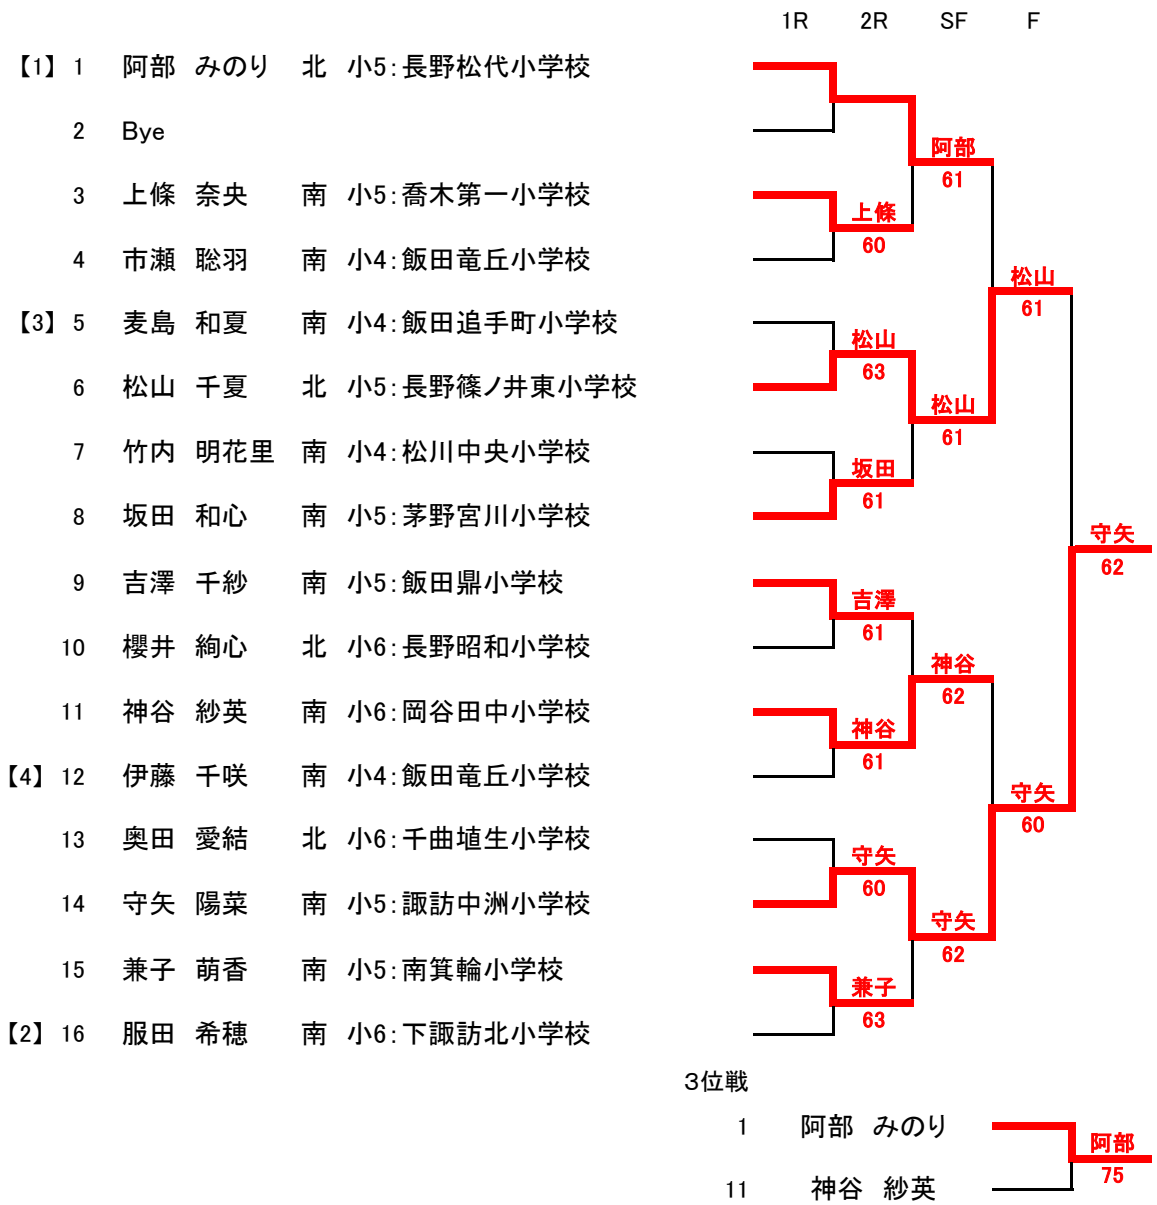 1R 2R SF F
【1】 1 阿部 みのり 北 小5:長野松代小学校
2 Bye
阿部
61
3 上條 奈央 南 小5:喬木第一小学校
上條
60
4 市瀬 聡羽 南 小4:飯田竜丘小学校
松山
61
【3】 5 麦島 和夏 南 小4:飯田追手町小学校
松山
63
6 松山 千夏 北 小5:長野篠ノ井東小学校
松山
61
7 竹内 明花里 南 小4:松川中央小学校
坂田
61
8 坂田 和心 南 小5:茅野宮川小学校
守矢
62
9 吉澤 千紗 南 小5:飯田鼎小学校
吉澤
61
10 櫻井 絢心 北 小6:長野昭和小学校
神谷
62
11 神谷 紗英 南 小6:岡谷田中小学校
神谷
61
【4】 12 伊藤 千咲 南 小4:飯田竜丘小学校
守矢
60
13 奥田 愛結 北 小6:千曲埴生小学校
守矢
60
14 守矢 陽菜 南 小5:諏訪中洲小学校
守矢
62
15 兼子 萌香 南 小5:南箕輪小学校
兼子
63
【2】 16 服田 希穂 南 小6:下諏訪北小学校
3位戦
1 阿部 みのり
阿部
75
11 神谷 紗英